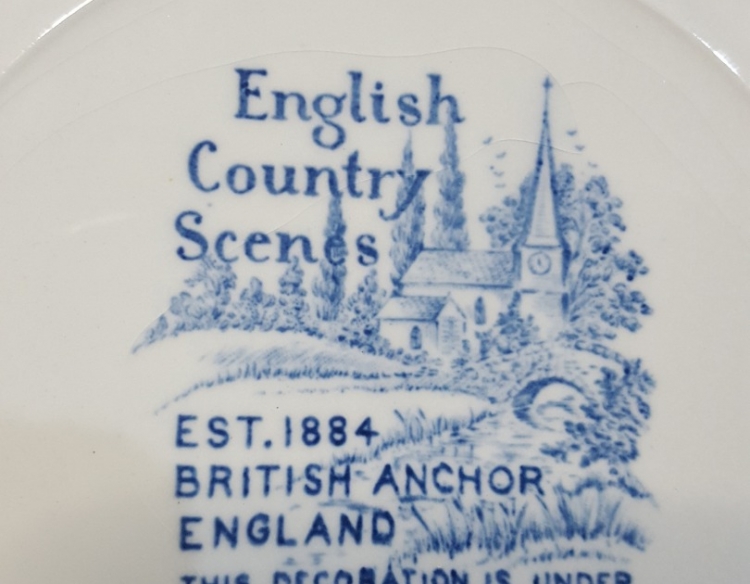 English
Country
Scenes
EST. 1884
BRITISH ANCHOR
ENGLAND
THIS DECORATION IS UNDER